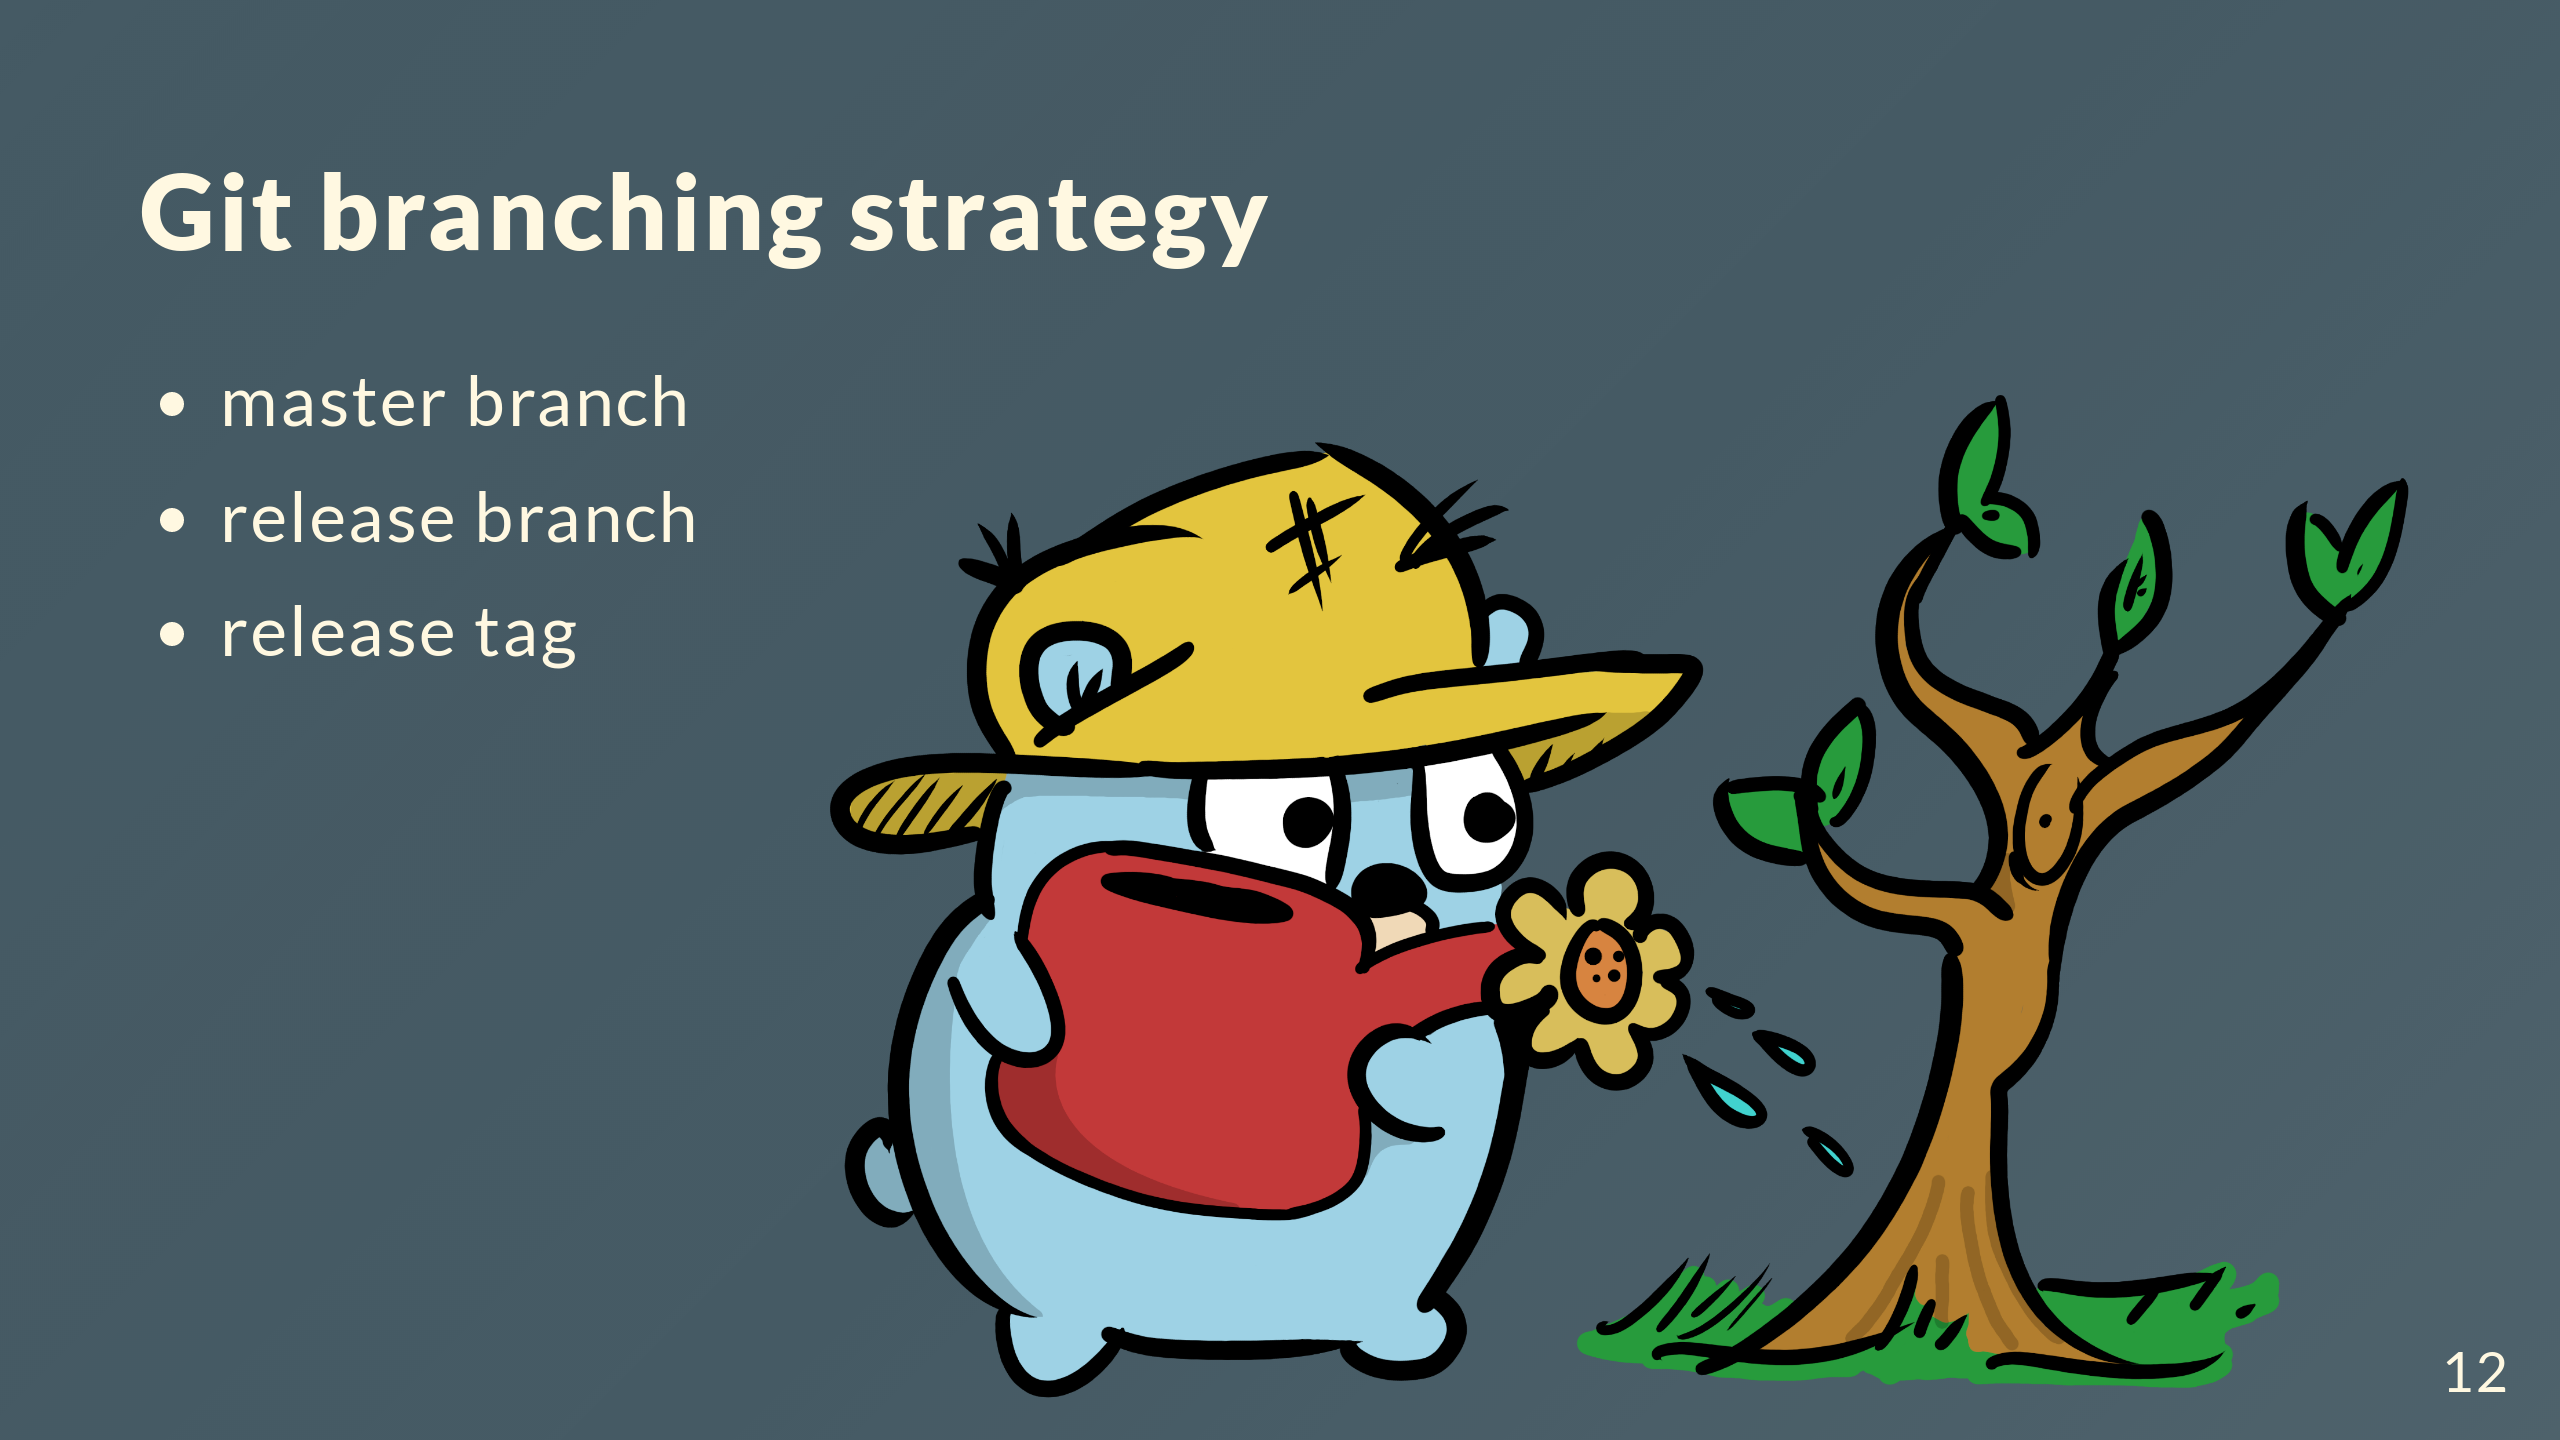 Git branching strategy
master branch
release branch
release tag
12